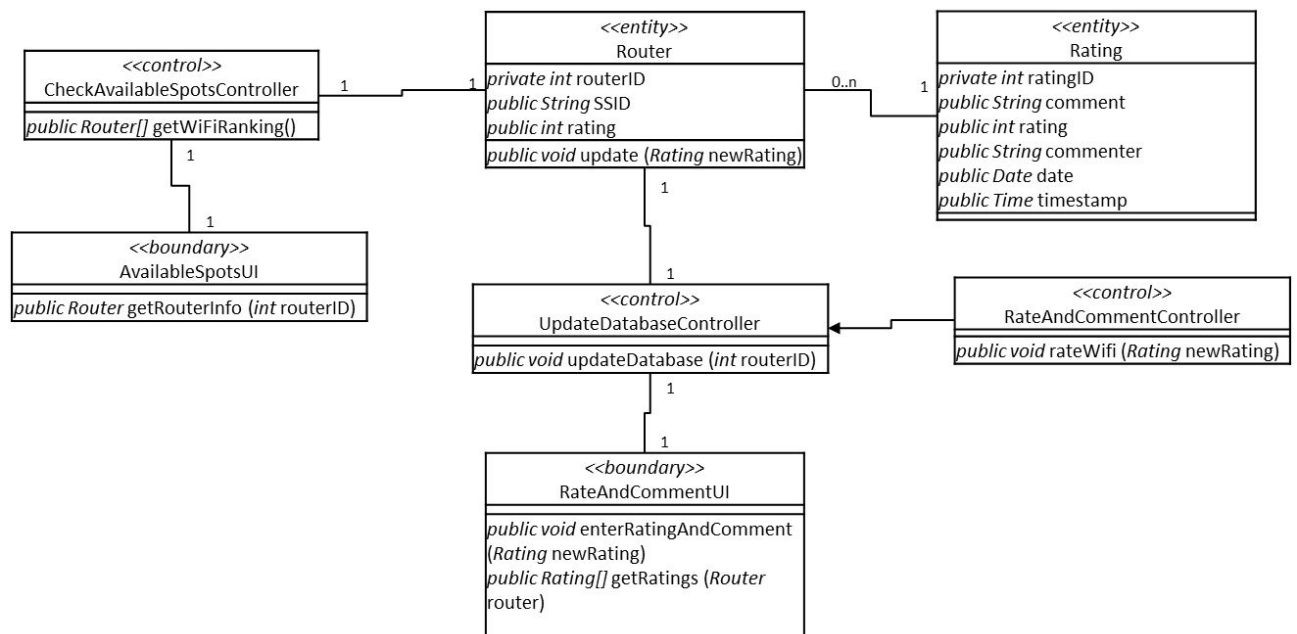 <<entity>>
Router
private int routerID
public String SSID
public int rating
public void update (Rating newRating)
<<entity>>
Rating
private int ratingID
public String comment
public int rating
public String commenter
public Date date
public Time timestamp
<<control>>
CheckAvailableSpotsController
public Router[] getWiFiRanking()
1
1
0..n
1
1
1
<<boundary>>
AvailableSpotsUI
public Router getRouterInfo (int routerID)
1
1
<<control>>
UpdateDatabaseController
public void updateDatabase (int routerID)
<<control>>
RateAndCommentController
public void rateWifi (Rating newRating)
1
1
<<boundary>>
RateAndCommentUI
public void enterRatingAndComment
(Rating newRating)
public Rating[] getRatings (Router
router)